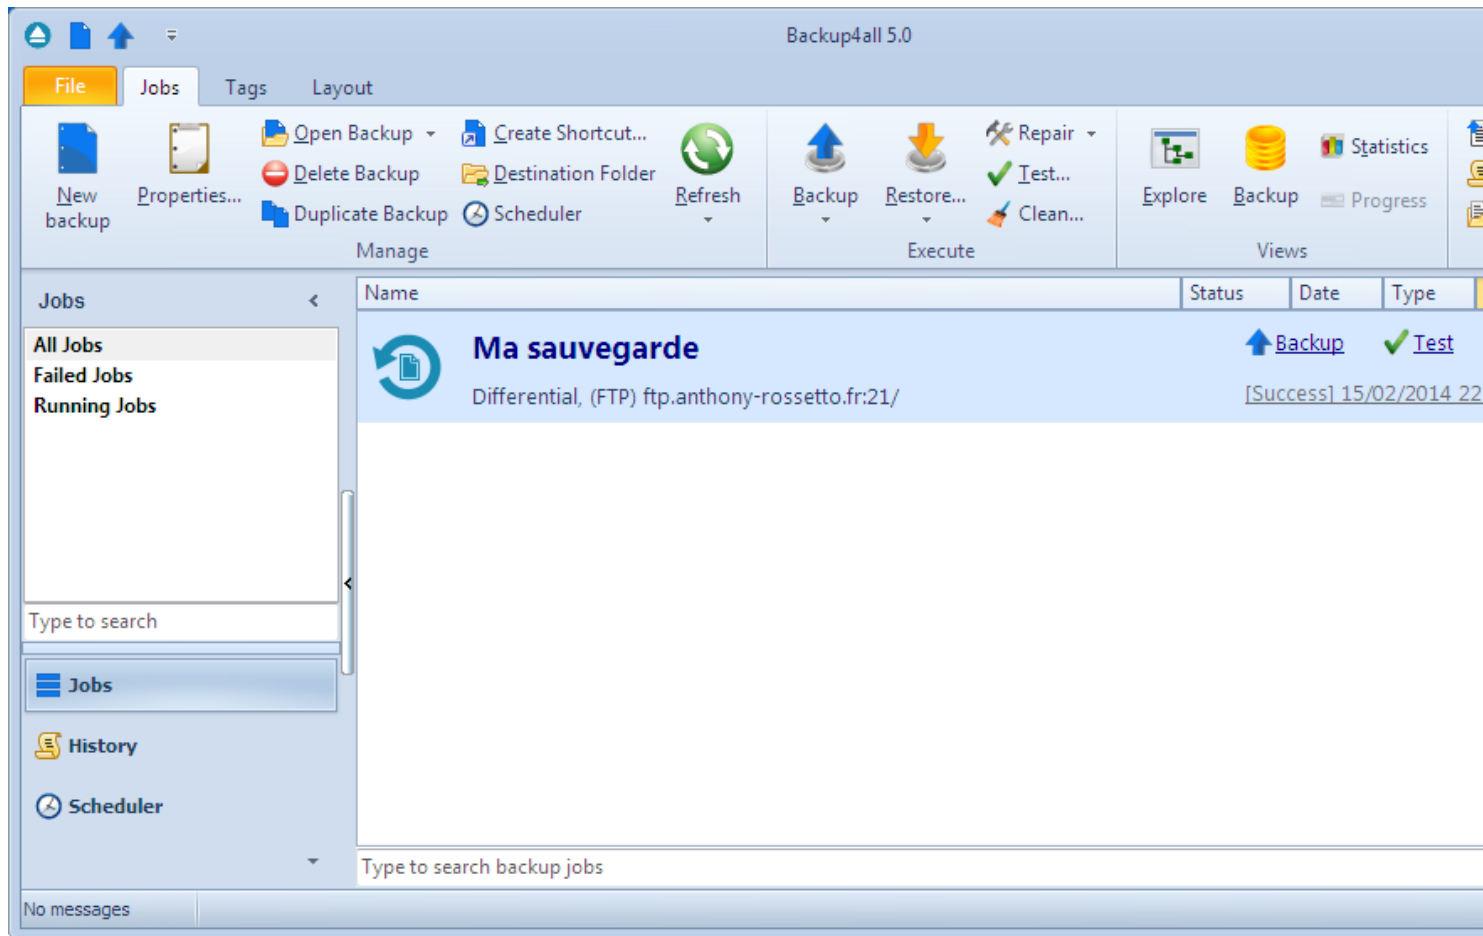 Backup4all 5.0
File Jobs Tags Layout
New backup
Properties...
Open Backup
Delete Backup
Duplicate Backup
Create Shortcut...
Destination Folder
Scheduler
Refresh
Manage
Backup
Restore...
Repair
Test...
Clean...
Execute
Explore
Backup
Statistics
Progress
Views
Jobs
All Jobs
Failed Jobs
Running Jobs
Type to search
Jobs
History
Scheduler
Name Status Date Type
Ma sauvegarde
Backup Test
Differential, (FTP) ftp.anthony-rossetto.fr:21/
[Success] 15/02/2014 22
Type to search backup jobs
No messages